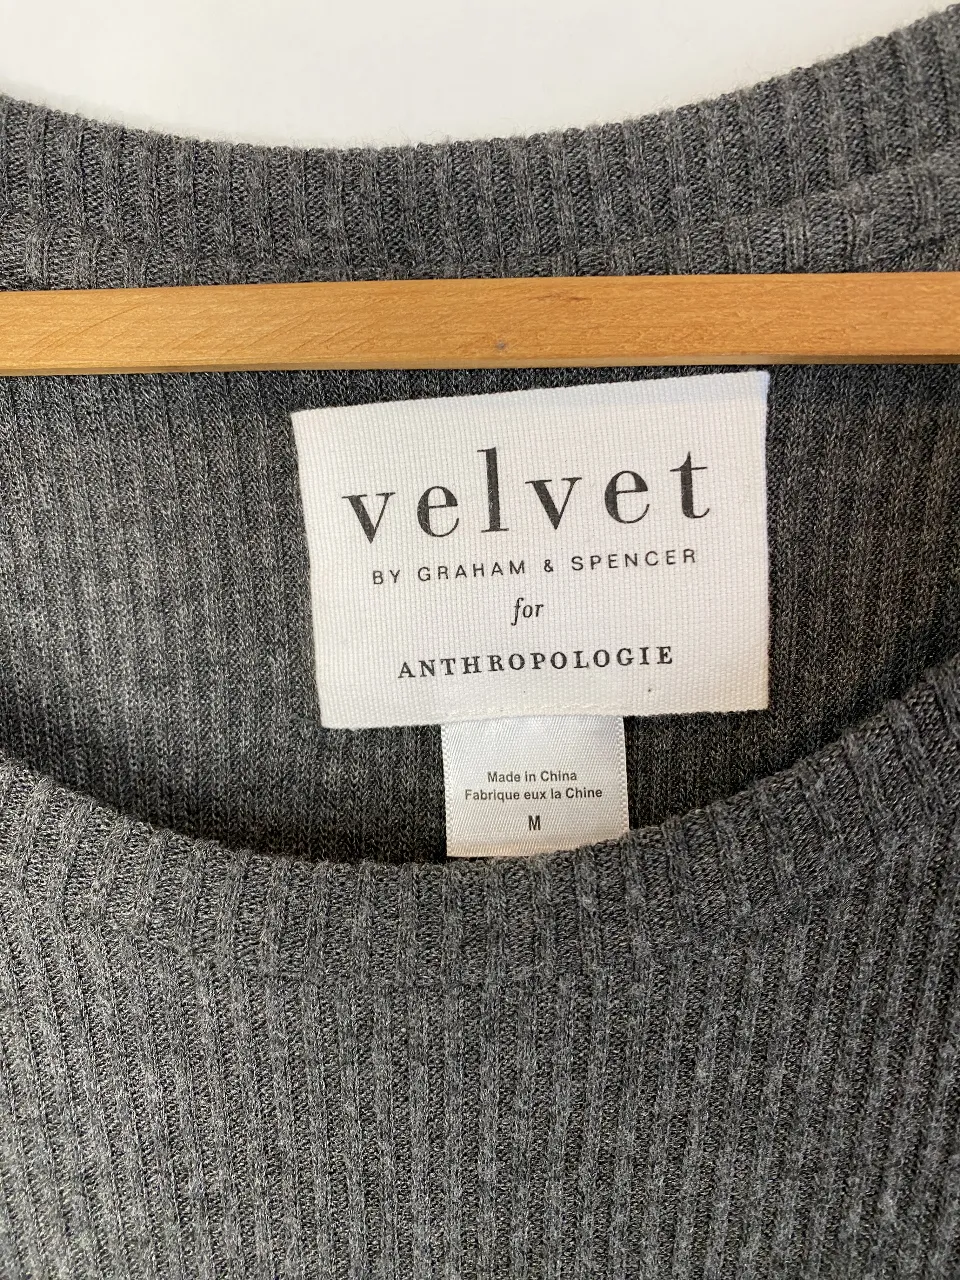 velvet
BY GRAHAM & SPENCER
for
ANTHROPOLOGIE
Made in China
Fabrique eux la Chine
M